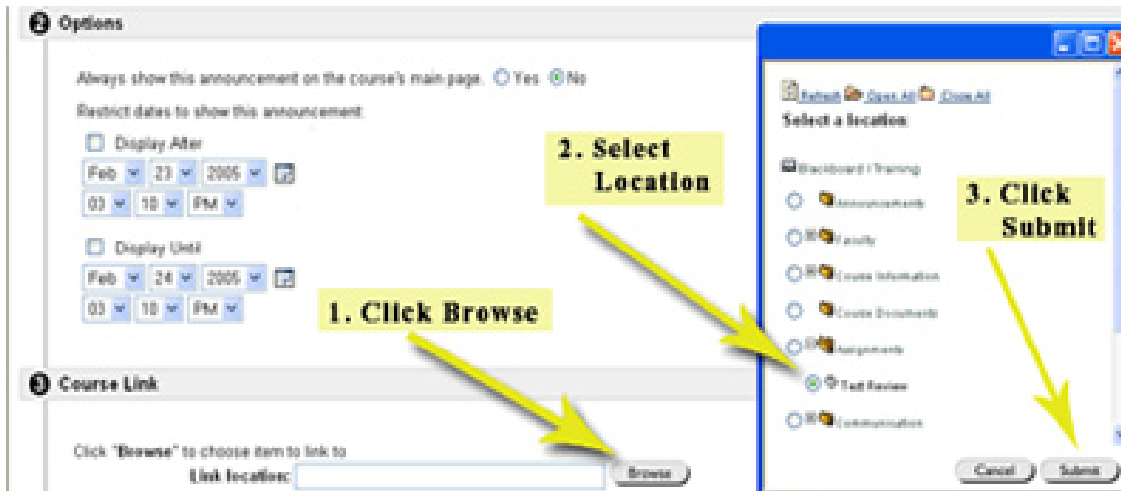 2 Options
Always show this announcement on the course's main page. Yes No
Restrict dates to show this announcement
Display After
Feb 23 2005
03 10 PM
Display Until
Feb 24 2005
03 10 PM
1. Click Browse
3 Course Link
Click "Browse" to choose item to link to
Link location: Browse
2. Select
Location
Refresh Open All Close All
Select a location
Blackboard I Training
Announcements
Faculty
Course Information
Course Documents
Assignments
Test Review
Communication
3. Click
Submit
Cancel Submit